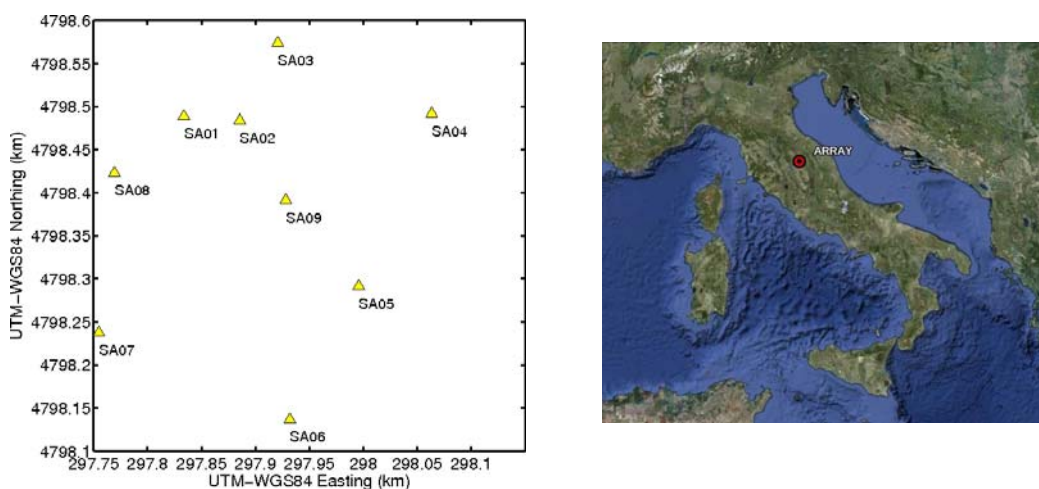 4798.6
4798.55
4798.5
4798.45
4798.4
4798.35
4798.3
4798.25
4798.2
4798.15
4798.1
UTM-WGS84 Northing (km)
SA03
SA01
SA02
SA04
SA08
SA09
SA05
SA07
SA06
297.75 297.8 297.85 297.9 297.95 298 298.05 298.1
UTM-WGS84 Easting (km)
ARRAY